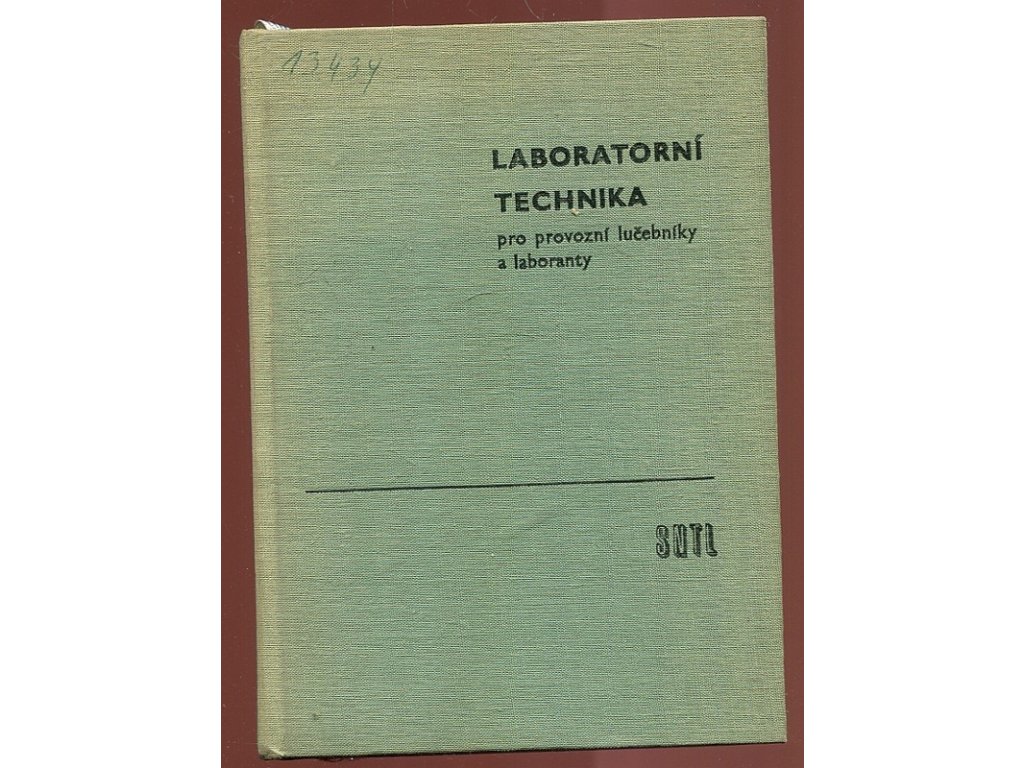 13434
LABORATORNÍ
TECHNIKA
pro provozní lučebníky
a laboranty
SNTL